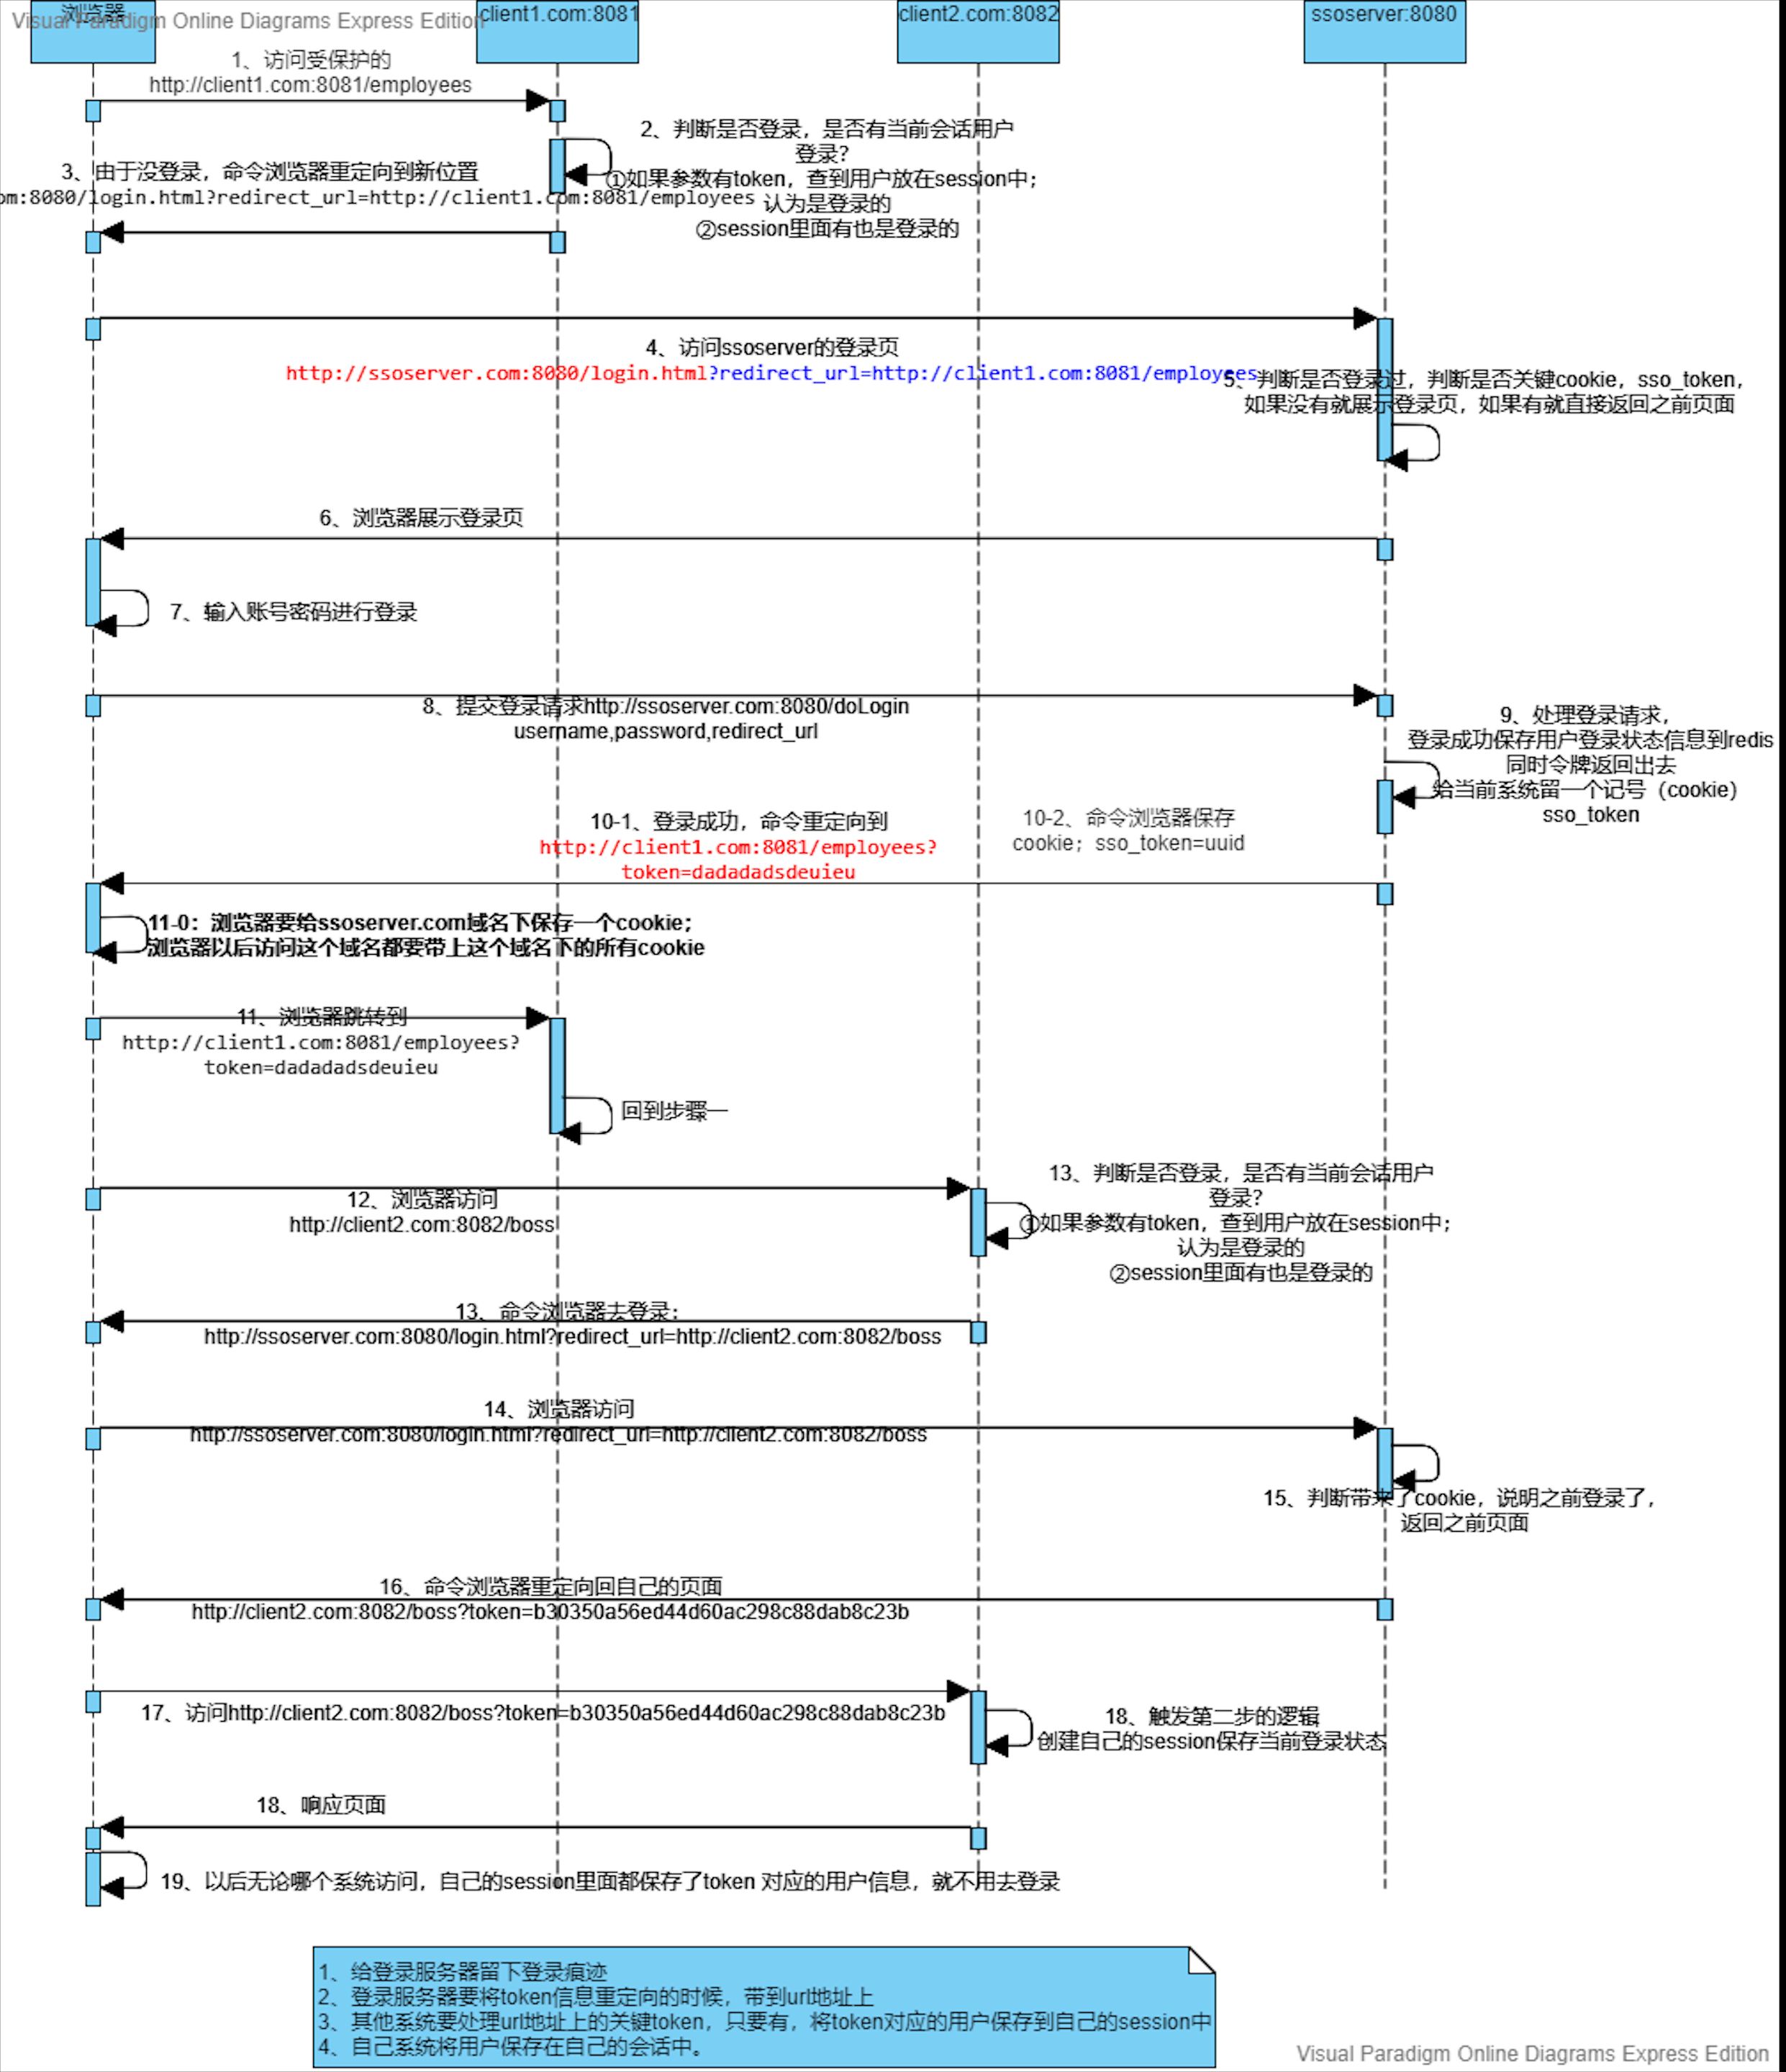 浏览器
Visual Paradigm Online Diagrams Express Edition
client1.com:8081
client2.com:8082
ssoserver:8080
1、访问受保护的
http://client1.com:8081/employees
2、判断是否登录，是否有当前会话用户
登录？
①如果参数有token，查到用户放在session中；
认为是登录的
②session里面有也是登录的
3、由于没登录，命令浏览器重定向到新位置
om:8080/login.html?redirect_url=http://client1.com:8081/employees
4、访问ssoserver的登录页
http://ssoserver.com:8080/login.html?redirect_url=http://client1.com:8081/employees
5、判断是否登录过，判断是否关键cookie，sso_token，
如果没有就展示登录页，如果有就直接返回之前页面
6、浏览器展示登录页
7、输入账号密码进行登录
8、提交登录请求http://ssoserver.com:8080/doLogin
username,password,redirect_url
9、处理登录请求，
登录成功保存用户登录状态信息到redis
同时令牌返回出去
给当前系统留一个记号（cookie）
sso_token
10-1、登录成功，命令重定向到
http://client1.com:8081/employees?
token=dadadadsdeuieu
10-2、命令浏览器保存
cookie；sso_token=uuid
11-0：浏览器要给ssoserver.com域名下保存一个cookie；
浏览器以后访问这个域名都要带上这个域名下的所有cookie
11、浏览器跳转到
http://client1.com:8081/employees?
token=dadadadsdeuieu
回到步骤一
12、浏览器访问
http://client2.com:8082/boss
13、判断是否登录，是否有当前会话用户
登录？
①如果参数有token，查到用户放在session中；
认为是登录的
②session里面有也是登录的
13、命令浏览器去登录：
http://ssoserver.com:8080/login.html?redirect_url=http://client2.com:8082/boss
14、浏览器访问
http://ssoserver.com:8080/login.html?redirect_url=http://client2.com:8082/boss
15、判断带来了cookie，说明之前登录了，
返回之前页面
16、命令浏览器重定向回自己的页面
http://client2.com:8082/boss?token=b30350a56ed44d60ac298c88dab8c23b
17、访问http://client2.com:8082/boss?token=b30350a56ed44d60ac298c88dab8c23b
18、触发第二步的逻辑
创建自己的session保存当前登录状态
18、响应页面
19、以后无论哪个系统访问，自己的session里面都保存了token 对应的用户信息，就不用去登录
1、给登录服务器留下登录痕迹
2、登录服务器要将token信息重定向的时候，带到url地址上
3、其他系统要处理url地址上的关键token，只要有，将token对应的用户保存到自己的session中
4、自己系统将用户保存在自己的会话中。
Visual Paradigm Online Diagrams Express Edition